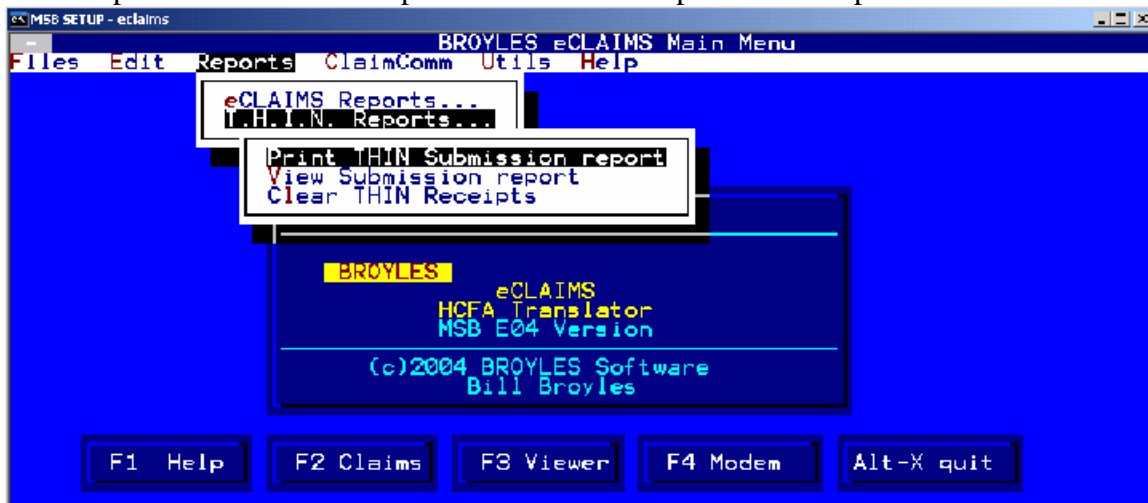 MSB SETUP - eclaims
BROYLES eCLAIMS Main Menu
FIles Edit Reports ClaimComm Utils Help
eCLAIMS Reports...
T.H.I.N. Reports...
Print THIN Submission report
View Submission report
Clear THIN Receipts
BROYLES
eCLAIMS
HCFA Translator
MSB E04 Version
(c)2004 BROYLES Software
Bill Broyles
F1 Help F2 Claims F3 Viewer F4 Modem Alt-X quit